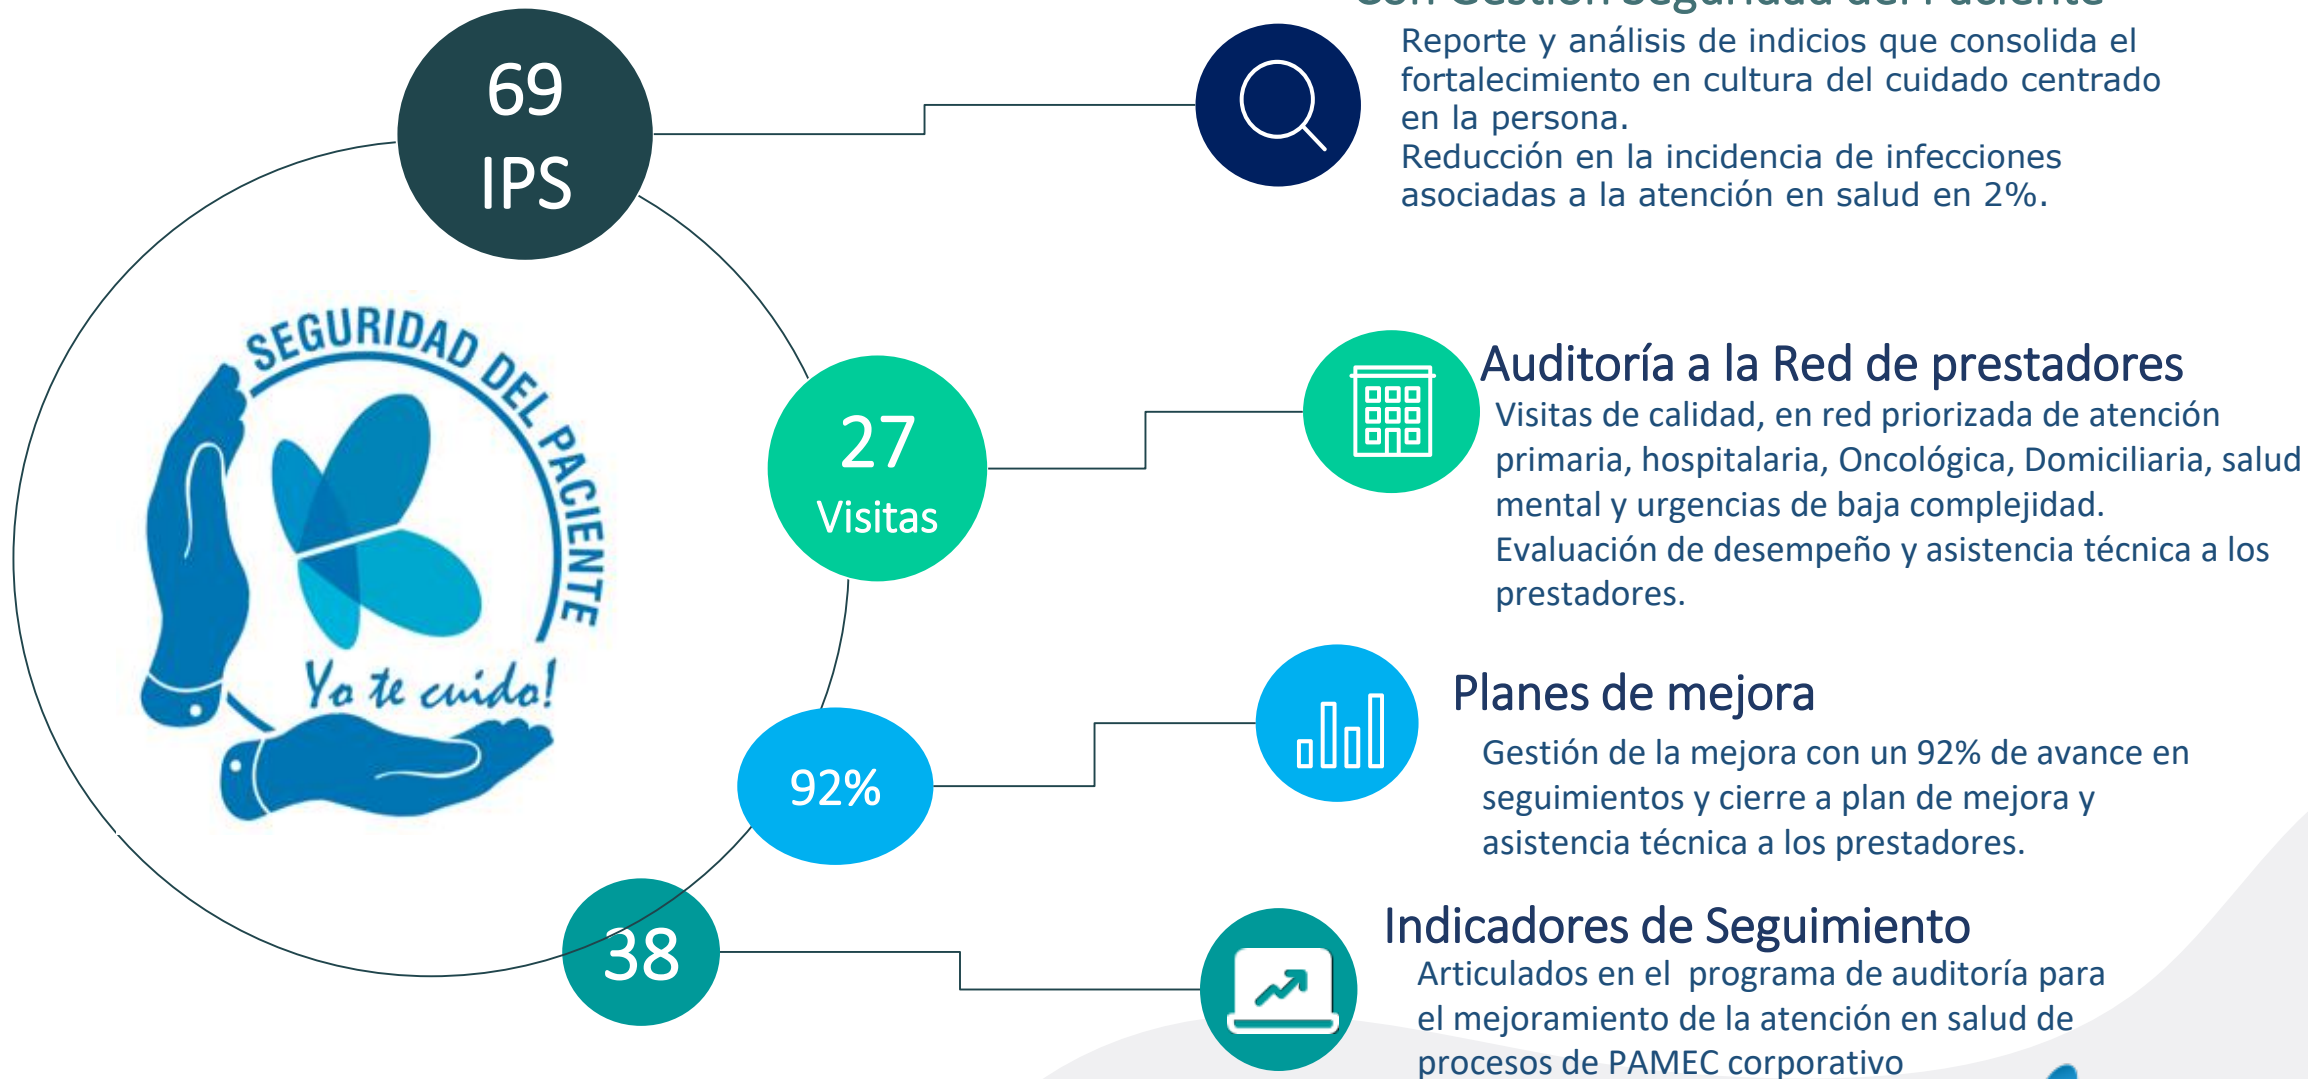 Con Gestión Seguridad del Paciente
69
IPS
Reporte y análisis de indicios que consolida el
fortalecimiento en cultura del cuidado centrado
en la persona.
Reducción en la incidencia de infecciones
asociadas a la atención en salud en 2%.
SEGURIDAD DEL PACIENTE
Yo te cuido!
27
Visitas
Auditoría a la Red de prestadores
Visitas de calidad, en red priorizada de atención
primaria, hospitalaria, Oncológica, Domiciliaria, salud
mental y urgencias de baja complejidad.
Evaluación de desempeño y asistencia técnica a los
prestadores.
92%
Planes de mejora
Gestión de la mejora con un 92% de avance en
seguimientos y cierre a plan de mejora y
asistencia técnica a los prestadores.
38
Indicadores de Seguimiento
Articulados en el  programa de auditoría para
el mejoramiento de la atención en salud de
procesos de PAMEC corporativo